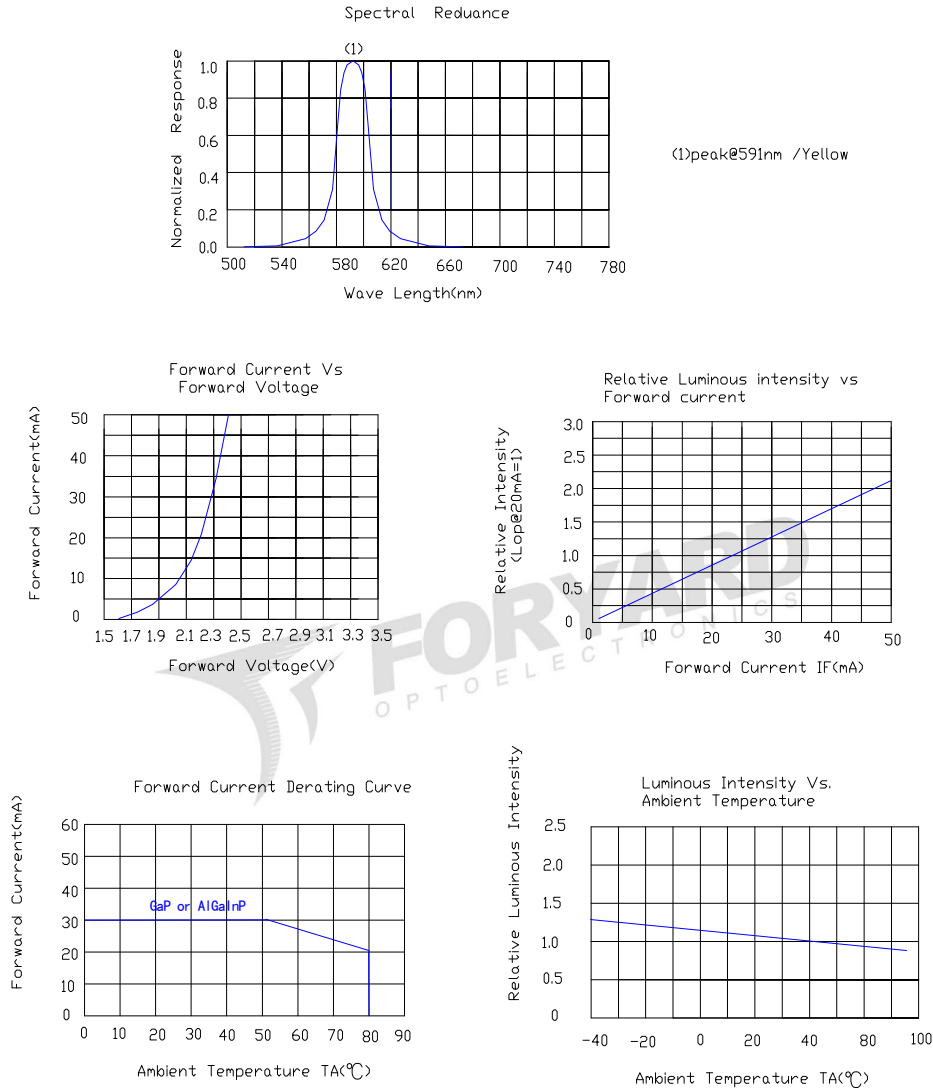 Spectral Reduance
(1)
Normalized Response
1.0
0.8
0.6
0.4
0.2
0.0
500 540 580 620 660 700 740 780
Wave Length(nm)
(1)peak@591nm /Yellow
Forward Current Vs
Forward Voltage
Forward Current(mA)
50
40
30
20
10
0
1.5 1.7 1.9 2.1 2.3 2.5 2.7 2.9 3.1 3.3 3.5
Forward Voltage(V)
Relative Luminous intensity vs
Forward current
Relative Intensity
(Lop@20mA=1)
3.0
2.5
2.0
1.5
1.0
0.5
0
10 20 30 40 50
Forward Current IF(mA)
FORYARD
OPTOELECTRONICS
Forward Current Derating Curve
Forward Current(mA)
60
50
40
30
20
10
0
GaP or AlGaInP
0 10 20 30 40 50 60 70 80 90
Ambient Temperature TA(℃)
Luminous Intensity Vs.
Ambient Temperature
Relative Luminous Intensity
2.5
2.0
1.5
1.0
0.5
0
-40 -20 0 20 40 60 80 100
Ambient Temperature TA(℃)